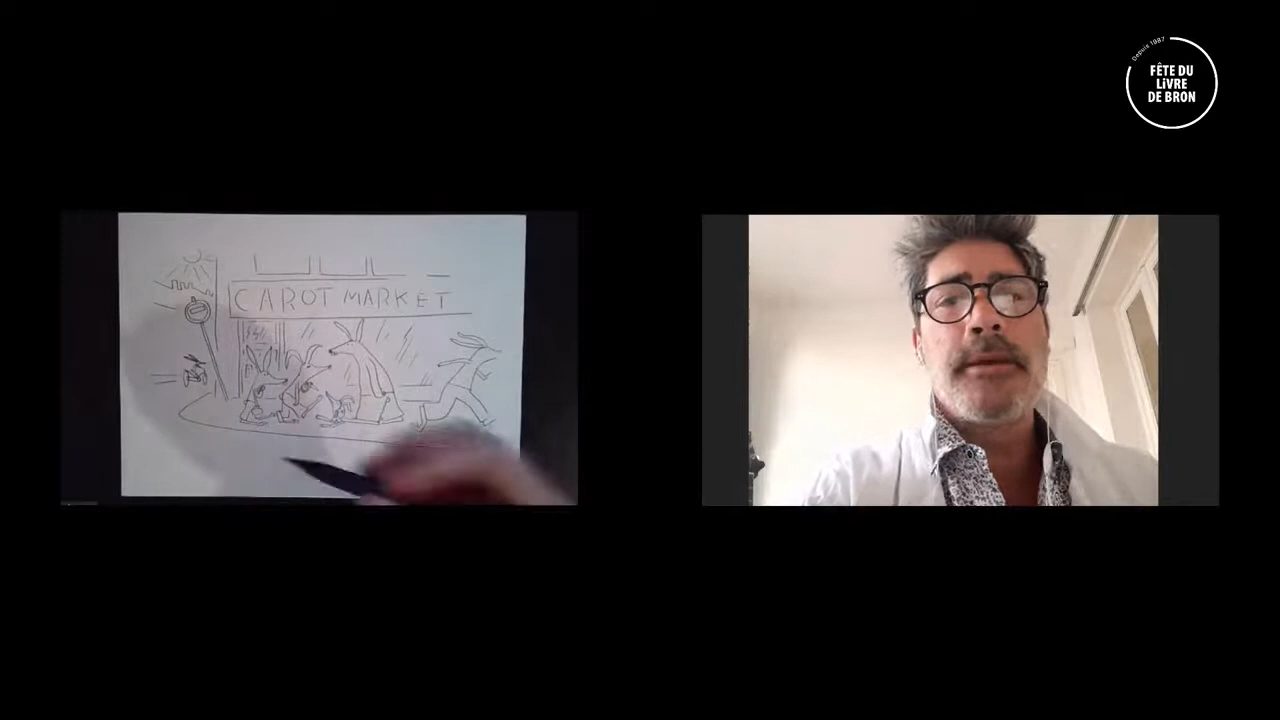 Depuis 1987
FÊTE DU
LiVRE
DE BRON
CAROT MARKET